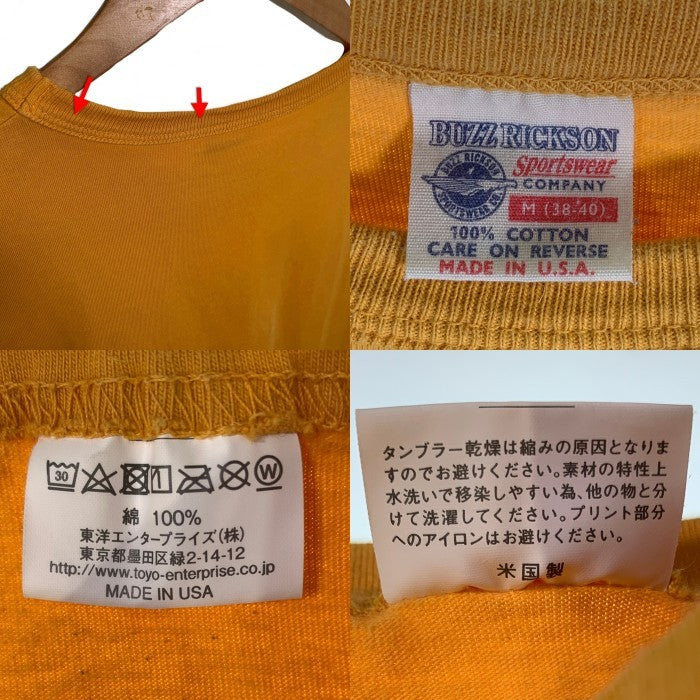 BUZZ RICKSON
Sportswear
COMPANY
BUZZ RICKSON
SPORTSWEAR CO.
M (38-40)
100% COTTON
CARE ON REVERSE
MADE IN U.S.A.
30
W
綿 100%
東洋エンタープライズ(株)
東京都墨田区緑2-14-12
http://www.toyo-enterprise.co.jp
MADE IN USA
タンブラー乾燥は縮みの原因となりま
すのでお避けください。素材の特性上
水洗いで移染しやすい為、他の物と分
けて洗濯してください。プリント部分
へのアイロンはお避けください。
米国製